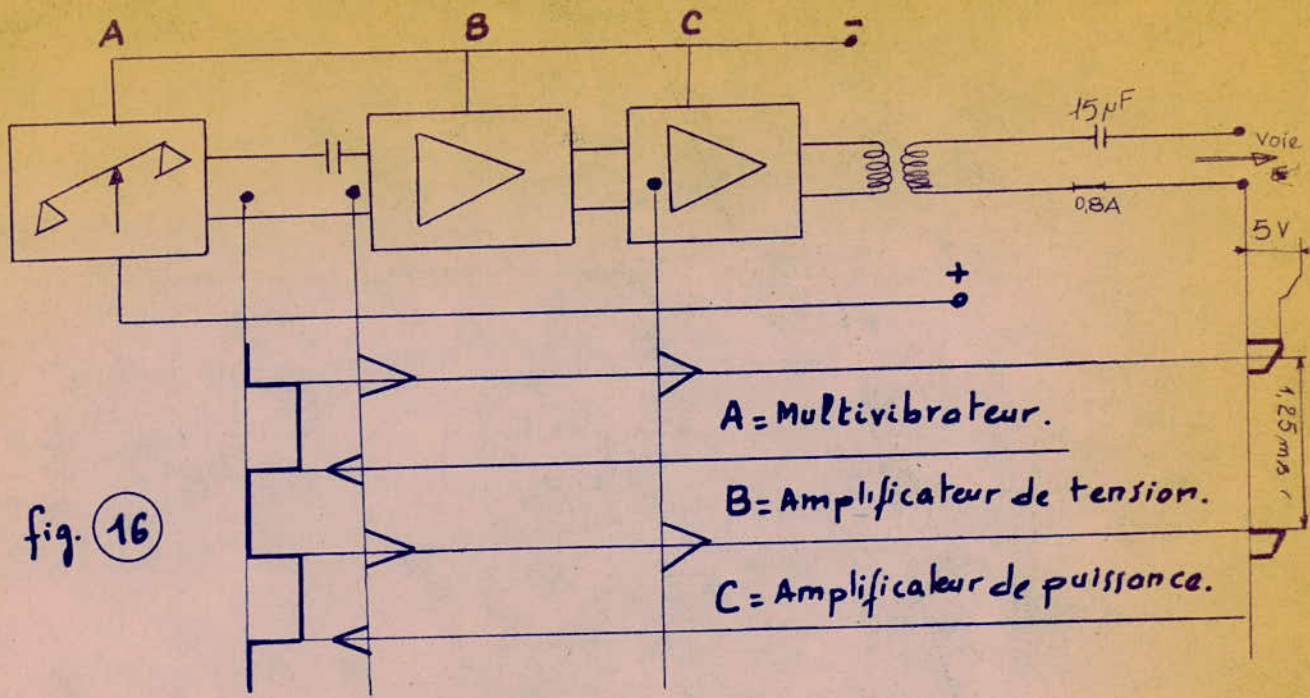 A B C -
15µF
Voie
0,8A
5V
+
A = Multivibrateur.
1,25 ms
B = Amplificateur de tension.
fig. 16
C = Amplificateur de puissance.